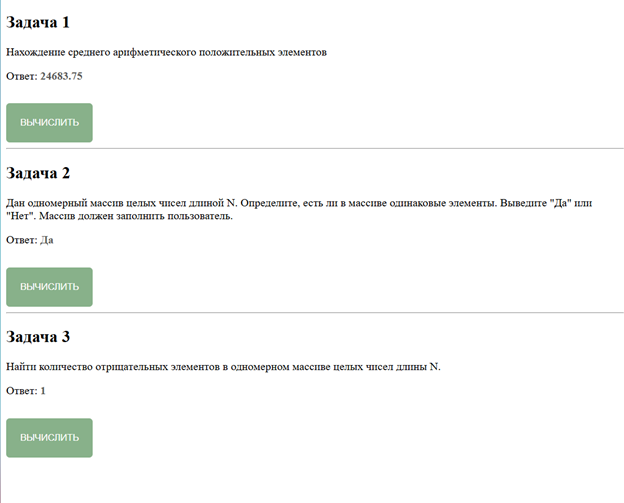 Задача 1
Нахождение среднего арифметического положительных элементов
Ответ: 24683.75
ВЫЧИСЛИТЬ
Задача 2
Дан одномерный массив целых чисел длиной N. Определите, есть ли в массиве одинаковые элементы. Выведите "Да" или
"Нет". Массив должен заполнить пользователь.
Ответ: Да
ВЫЧИСЛИТЬ
Задача 3
Найти количество отрицательных элементов в одномерном массиве целых чисел длины N.
Ответ: 1
ВЫЧИСЛИТЬ